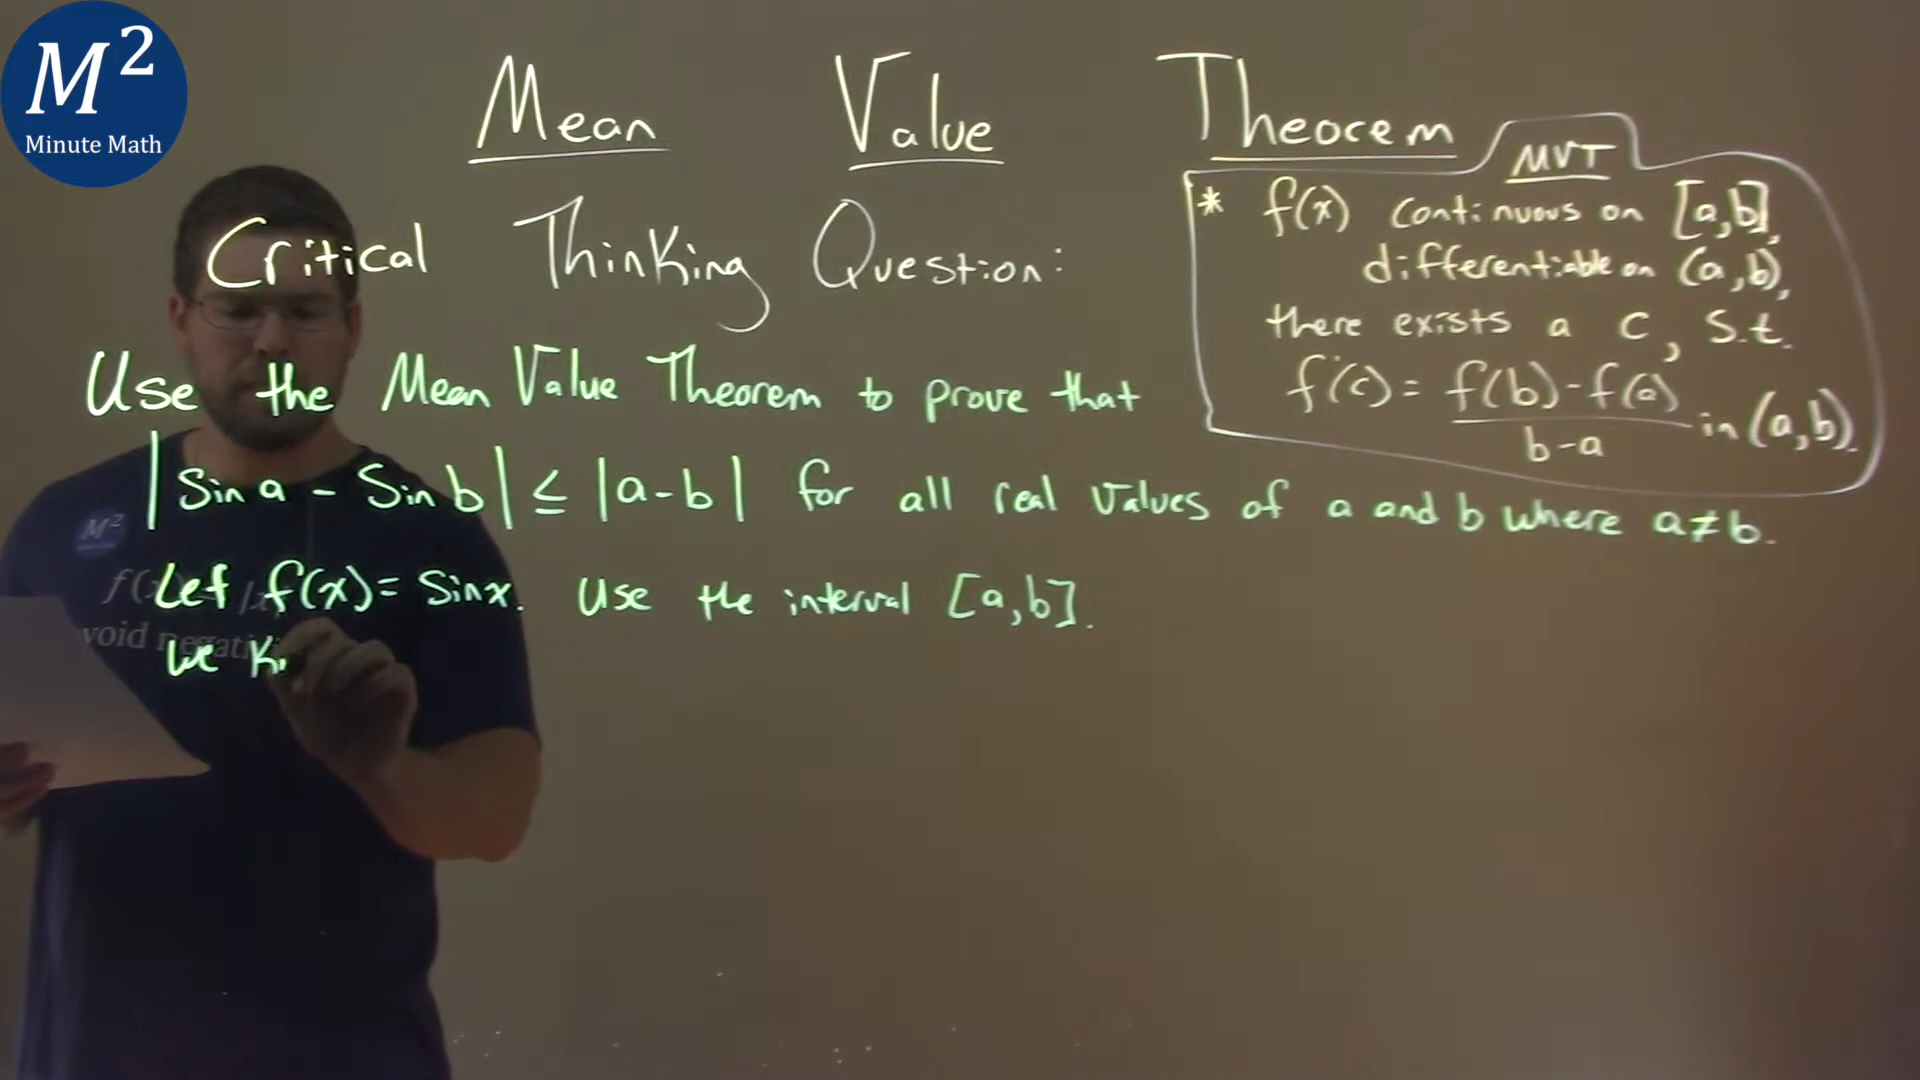 M²
Minute Math
Mean Value Theorem
MVT
* f(x) continuous on [a,b],
differentiable on (a,b),
there exists a c, s.t.
f'(c) = f(b)-f(a) / b-a in (a,b).
Critical Thinking Question:
Use the Mean Value Theorem to prove that
|Sin a - Sin b| ≤ |a-b| for all real values of a and b where a≠b.
Let f(x) = Sinx. Use the interval [a,b].
We
M²